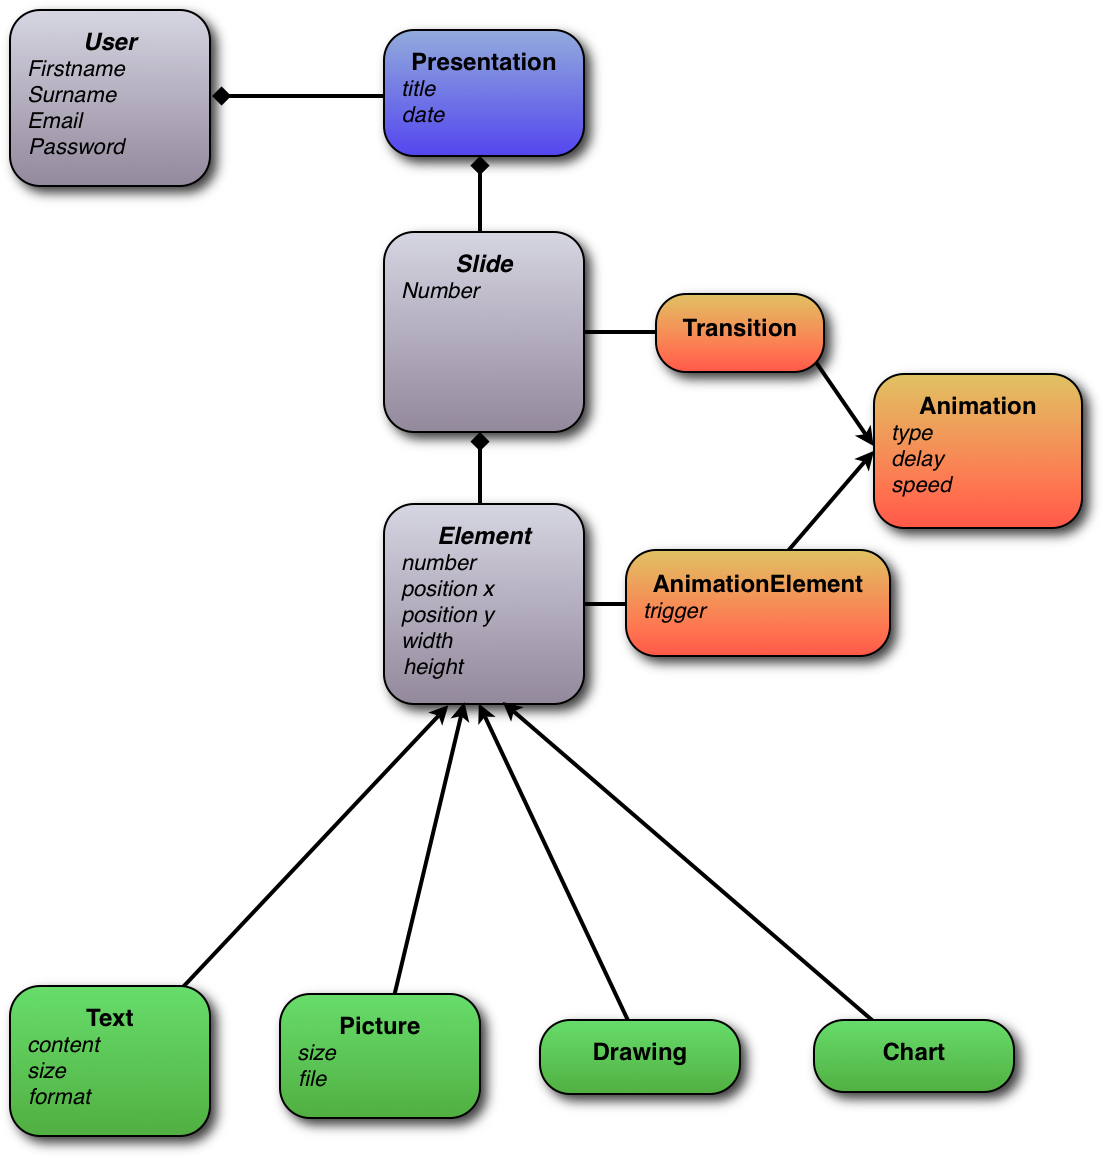 User
Firstname
Surname
Email
Password
Presentation
title
date
Slide
Number
Transition
Animation
type
delay
speed
Element
number
position x
position y
width
height
AnimationElement
trigger
Text
content
size
format
Picture
size
file
Drawing
Chart